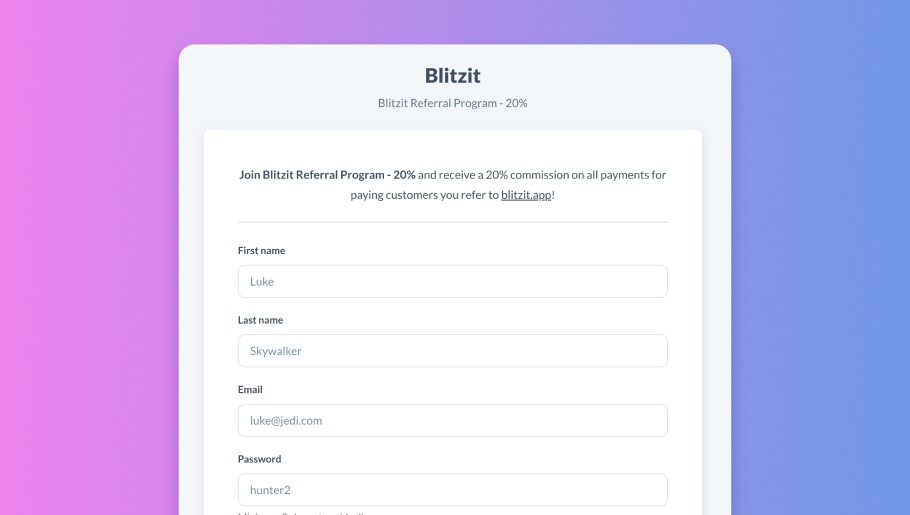 Blitzit
Blitzit Referral Program - 20%
Join Blitzit Referral Program - 20% and receive a 20% commission on all payments for
paying customers you refer to blitzit.app!
First name
Luke
Last name
Skywalker
Email
luke@jedi.com
Password
hunter2